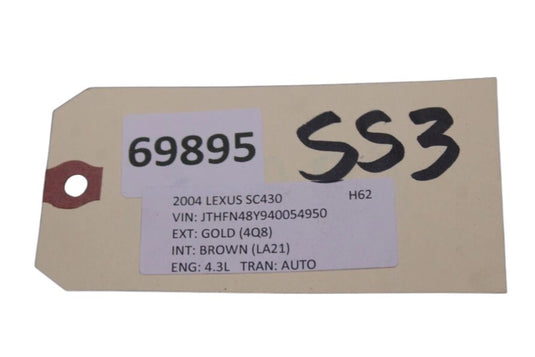 69895
SS3
2004 LEXUS SC430 H62
VIN: JTHFN48Y940054950
EXT: GOLD (4Q8)
INT: BROWN (LA21)
ENG: 4.3L TRAN: AUTO